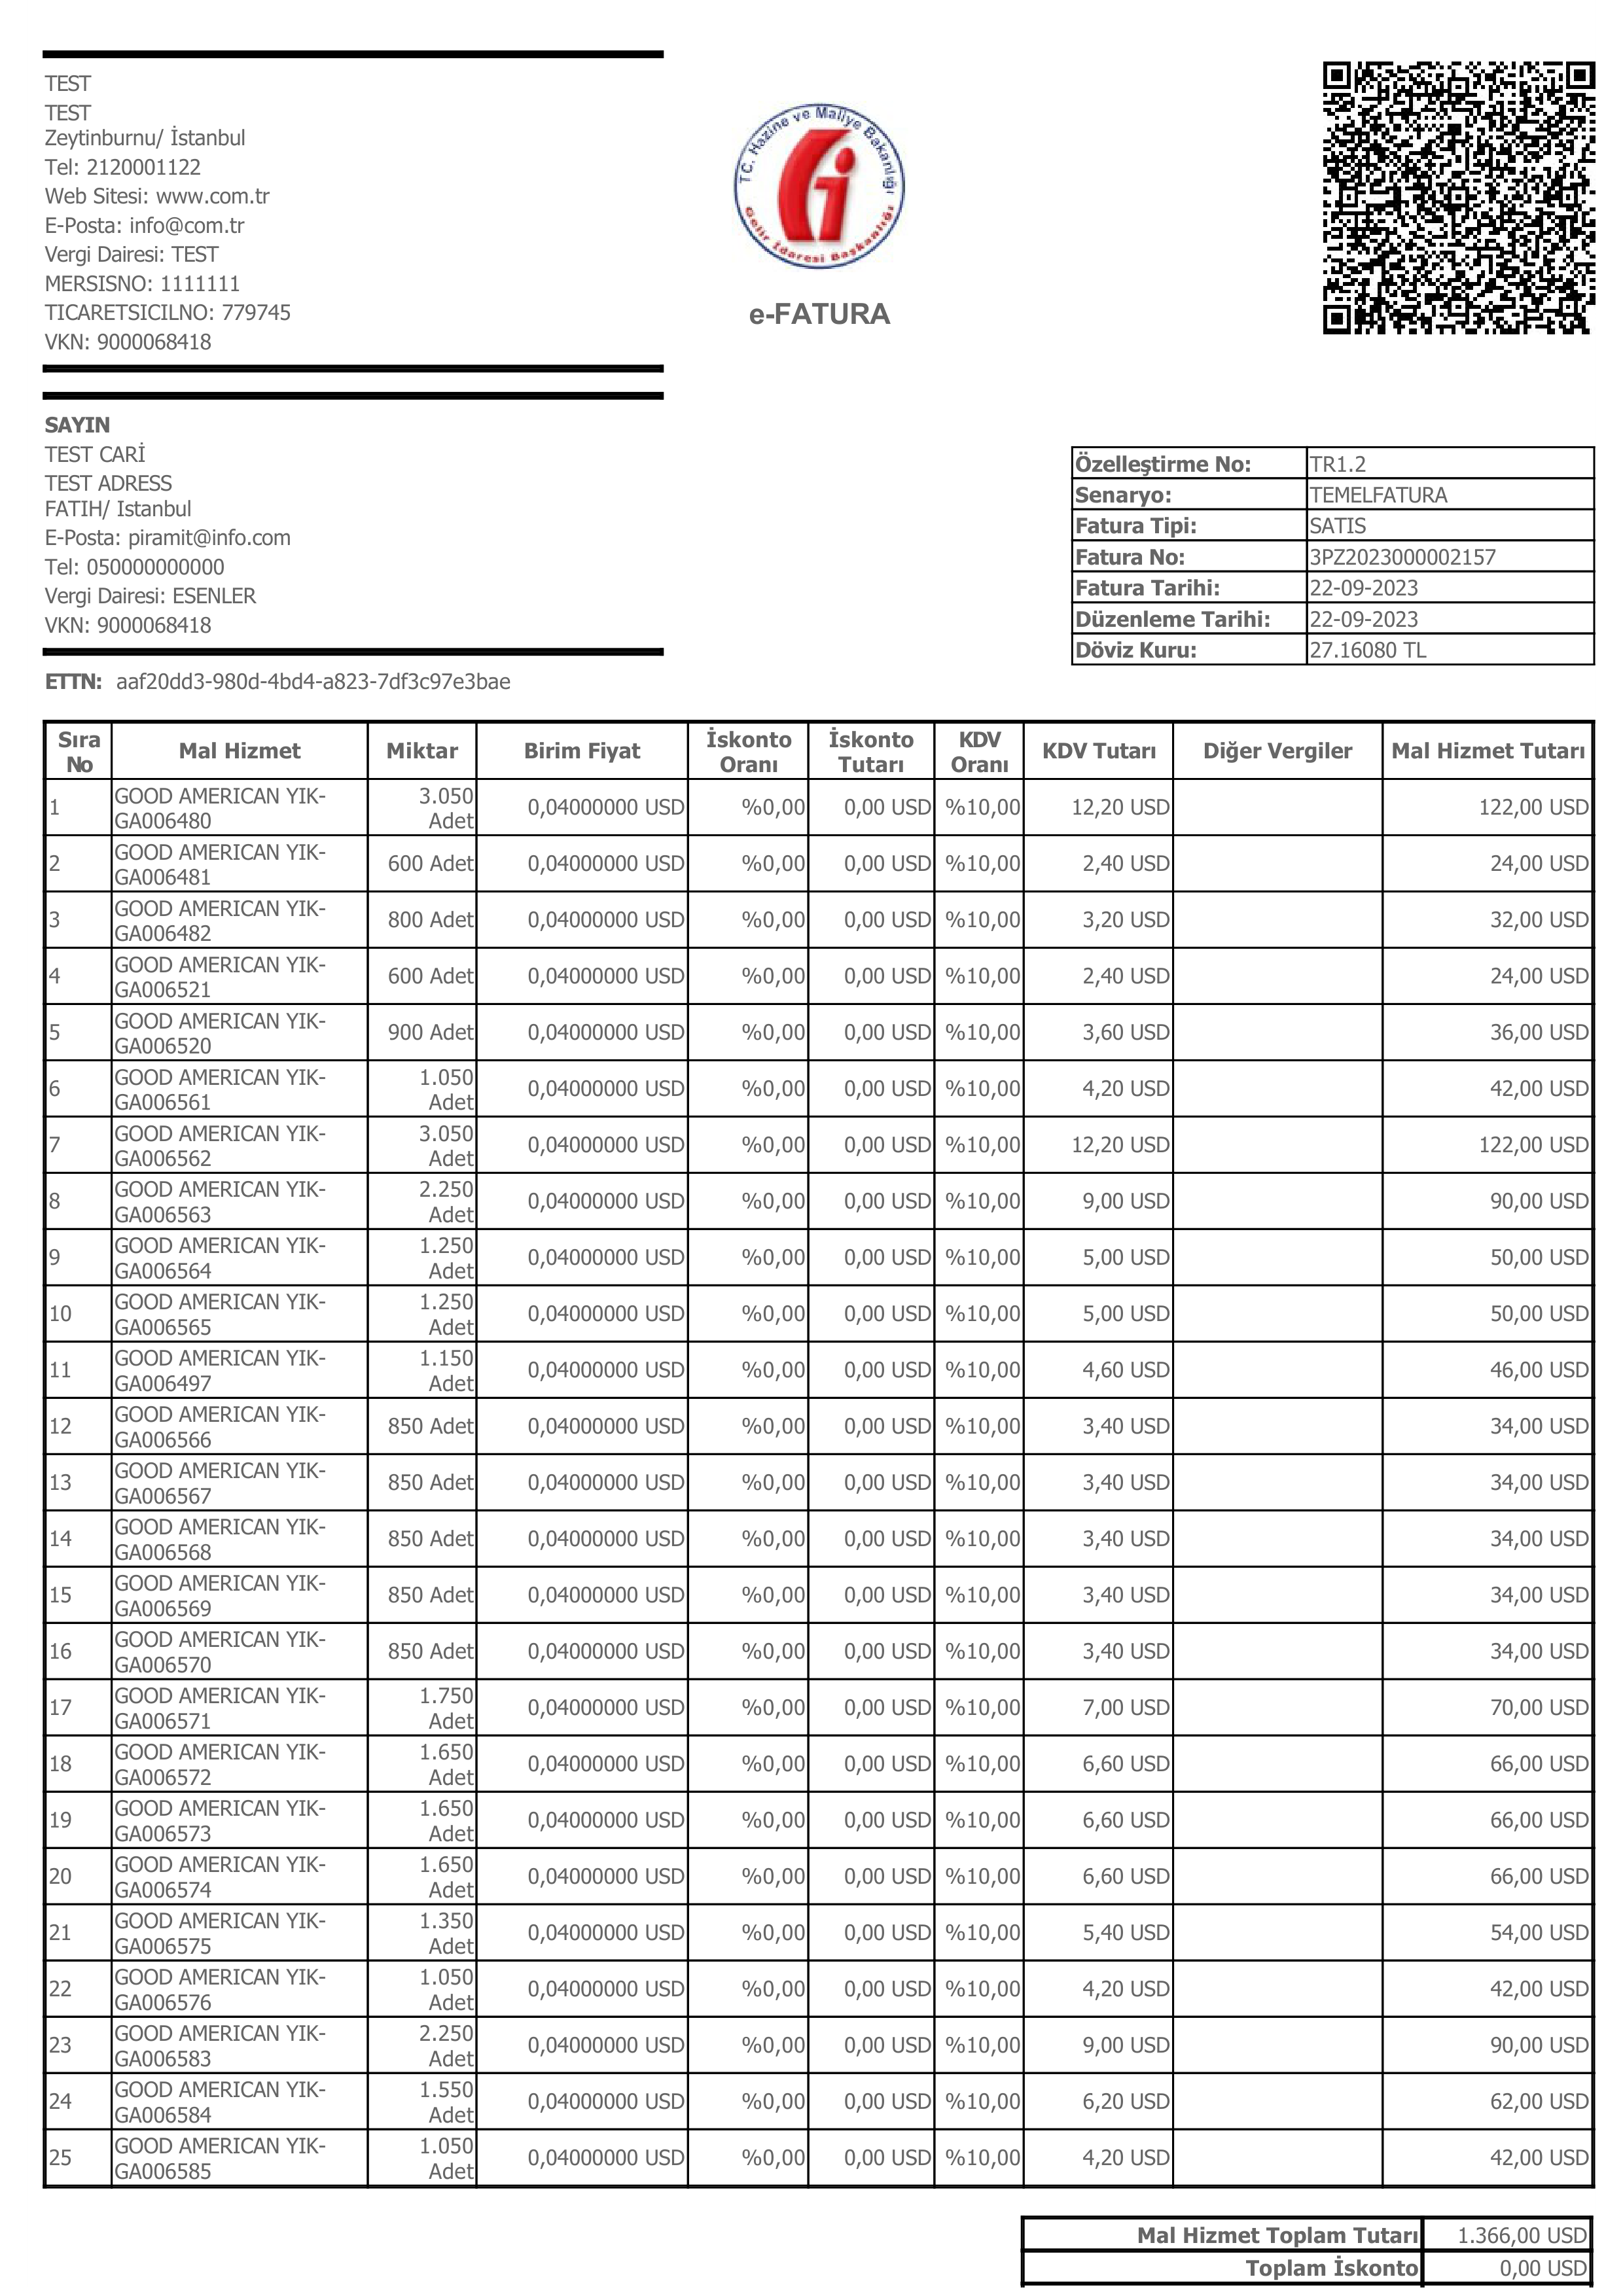 TEST
TEST
Zeytinburnu/ İstanbul
Tel: 2120001122
Web Sitesi: www.com.tr
E-Posta: info@com.tr
Vergi Dairesi: TEST
MERSISNO: 1111111
TICARETSICILNO: 779745
VKN: 9000068418
T.C. Hazine ve Maliye Bakanlığı
Gelir İdaresi Başkanlığı
e-FATURA
SAYIN
TEST CARİ
TEST ADRESS
FATIH/ Istanbul
E-Posta: piramit@info.com
Tel: 050000000000
Vergi Dairesi: ESENLER
VKN: 9000068418
Özelleştirme No: TR1.2
Senaryo: TEMELFATURA
Fatura Tipi: SATIS
Fatura No: 3PZ2023000002157
Fatura Tarihi: 22-09-2023
Düzenleme Tarihi: 22-09-2023
Döviz Kuru: 27.16080 TL
ETTN: aaf20dd3-980d-4bd4-a823-7df3c97e3bae
Sıra No Mal Hizmet Miktar Birim Fiyat İskonto Oranı İskonto Tutarı KDV Oranı KDV Tutarı Diğer Vergiler Mal Hizmet Tutarı
1 GOOD AMERICAN YIK-GA006480 3.050 Adet 0,04000000 USD %0,00 0,00 USD %10,00 12,20 USD 122,00 USD
2 GOOD AMERICAN YIK-GA006481 600 Adet 0,04000000 USD %0,00 0,00 USD %10,00 2,40 USD 24,00 USD
3 GOOD AMERICAN YIK-GA006482 800 Adet 0,04000000 USD %0,00 0,00 USD %10,00 3,20 USD 32,00 USD
4 GOOD AMERICAN YIK-GA006521 600 Adet 0,04000000 USD %0,00 0,00 USD %10,00 2,40 USD 24,00 USD
5 GOOD AMERICAN YIK-GA006520 900 Adet 0,04000000 USD %0,00 0,00 USD %10,00 3,60 USD 36,00 USD
6 GOOD AMERICAN YIK-GA006561 1.050 Adet 0,04000000 USD %0,00 0,00 USD %10,00 4,20 USD 42,00 USD
7 GOOD AMERICAN YIK-GA006562 3.050 Adet 0,04000000 USD %0,00 0,00 USD %10,00 12,20 USD 122,00 USD
8 GOOD AMERICAN YIK-GA006563 2.250 Adet 0,04000000 USD %0,00 0,00 USD %10,00 9,00 USD 90,00 USD
9 GOOD AMERICAN YIK-GA006564 1.250 Adet 0,04000000 USD %0,00 0,00 USD %10,00 5,00 USD 50,00 USD
10 GOOD AMERICAN YIK-GA006565 1.250 Adet 0,04000000 USD %0,00 0,00 USD %10,00 5,00 USD 50,00 USD
11 GOOD AMERICAN YIK-GA006497 1.150 Adet 0,04000000 USD %0,00 0,00 USD %10,00 4,60 USD 46,00 USD
12 GOOD AMERICAN YIK-GA006566 850 Adet 0,04000000 USD %0,00 0,00 USD %10,00 3,40 USD 34,00 USD
13 GOOD AMERICAN YIK-GA006567 850 Adet 0,04000000 USD %0,00 0,00 USD %10,00 3,40 USD 34,00 USD
14 GOOD AMERICAN YIK-GA006568 850 Adet 0,04000000 USD %0,00 0,00 USD %10,00 3,40 USD 34,00 USD
15 GOOD AMERICAN YIK-GA006569 850 Adet 0,04000000 USD %0,00 0,00 USD %10,00 3,40 USD 34,00 USD
16 GOOD AMERICAN YIK-GA006570 850 Adet 0,04000000 USD %0,00 0,00 USD %10,00 3,40 USD 34,00 USD
17 GOOD AMERICAN YIK-GA006571 1.750 Adet 0,04000000 USD %0,00 0,00 USD %10,00 7,00 USD 70,00 USD
18 GOOD AMERICAN YIK-GA006572 1.650 Adet 0,04000000 USD %0,00 0,00 USD %10,00 6,60 USD 66,00 USD
19 GOOD AMERICAN YIK-GA006573 1.650 Adet 0,04000000 USD %0,00 0,00 USD %10,00 6,60 USD 66,00 USD
20 GOOD AMERICAN YIK-GA006574 1.650 Adet 0,04000000 USD %0,00 0,00 USD %10,00 6,60 USD 66,00 USD
21 GOOD AMERICAN YIK-GA006575 1.350 Adet 0,04000000 USD %0,00 0,00 USD %10,00 5,40 USD 54,00 USD
22 GOOD AMERICAN YIK-GA006576 1.050 Adet 0,04000000 USD %0,00 0,00 USD %10,00 4,20 USD 42,00 USD
23 GOOD AMERICAN YIK-GA006583 2.250 Adet 0,04000000 USD %0,00 0,00 USD %10,00 9,00 USD 90,00 USD
24 GOOD AMERICAN YIK-GA006584 1.550 Adet 0,04000000 USD %0,00 0,00 USD %10,00 6,20 USD 62,00 USD
25 GOOD AMERICAN YIK-GA006585 1.050 Adet 0,04000000 USD %0,00 0,00 USD %10,00 4,20 USD 42,00 USD
Mal Hizmet Toplam Tutarı 1.366,00 USD
Toplam İskonto 0,00 USD